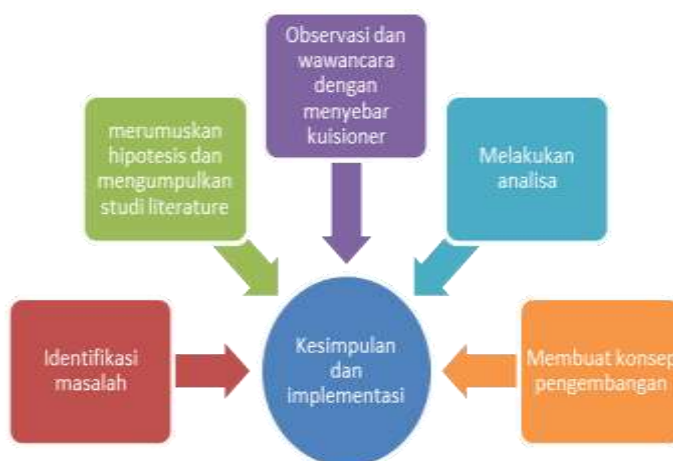 Identifikasi
masalah
merumuskan
hipotesis dan
mengumpulkan
studi literature
Observasi dan
wawancara
dengan
menyebar
kuisioner
Melakukan
analisa
Membuat konsep
pengembangan
Kesimpulan
dan
implementasi